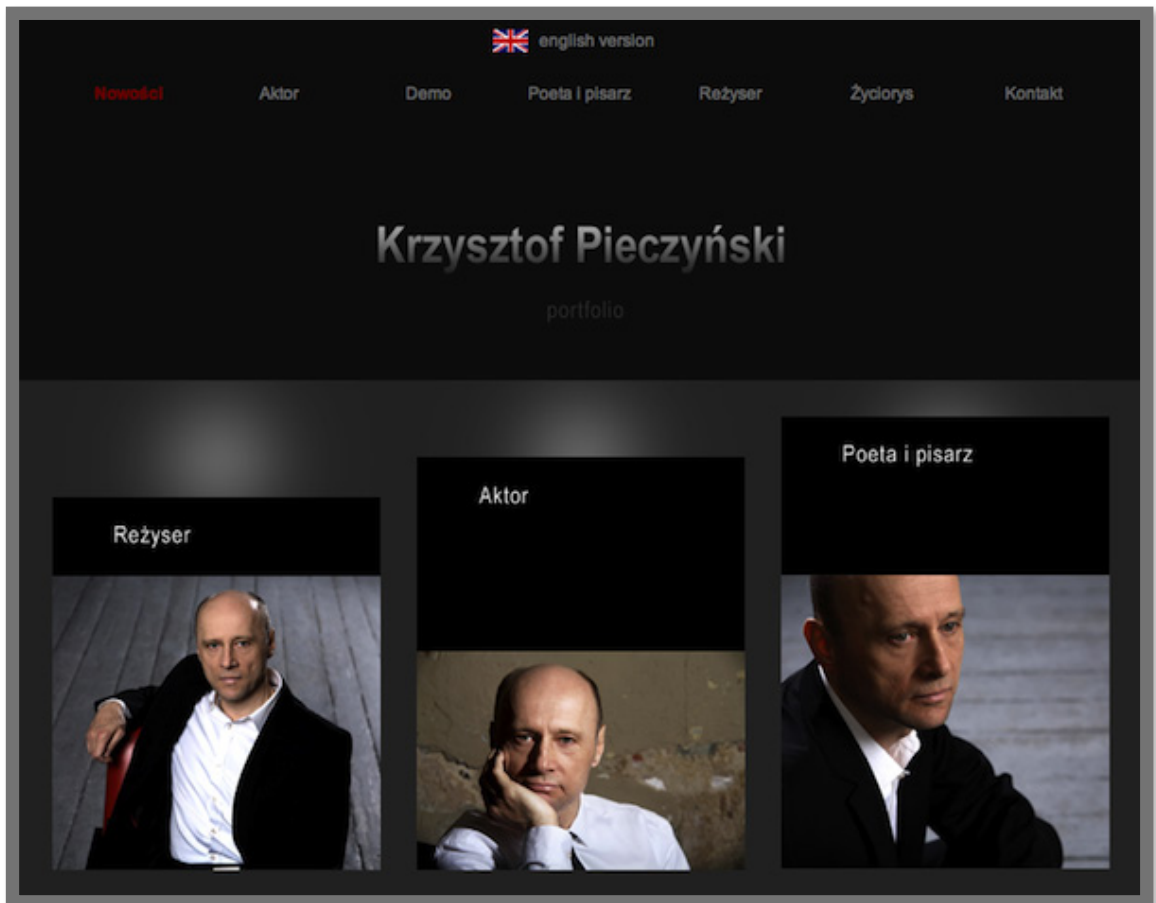 english version
Nowości Aktor Demo Poeta i pisarz Reżyser Życiorys Kontakt
Krzysztof Pieczyński
portfolio
Reżyser
Aktor
Poeta i pisarz